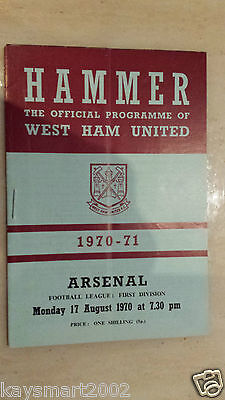 HAMMER
THE OFFICIAL PROGRAMME OF
WEST HAM UNITED
1970-71
ARSENAL
FOOTBALL LEAGUE: FIRST DIVISION
Monday 17 August 1970 at 7.30 pm
PRICE: ONE SHILLING (5p.)
kaysmart2002